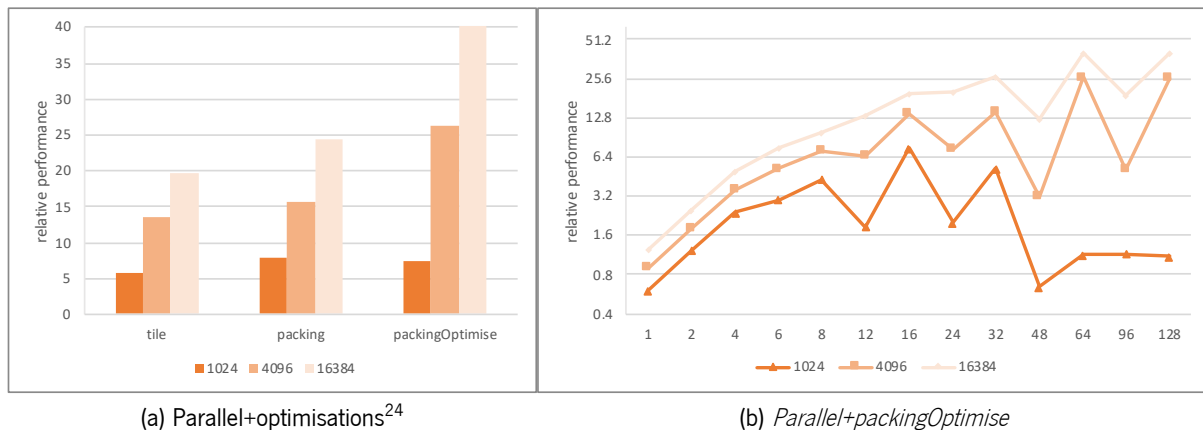 40
35
30
25
20
15
10
5
0
relative performance
tile packing packingOptimise
1024 4096 16384
51.2
25.6
12.8
6.4
3.2
1.6
0.8
0.4
relative performance
1 2 4 6 8 12 16 24 32 48 64 96 128
1024 4096 16384
(a) Parallel+optimisations24
(b) Parallel+packingOptimise